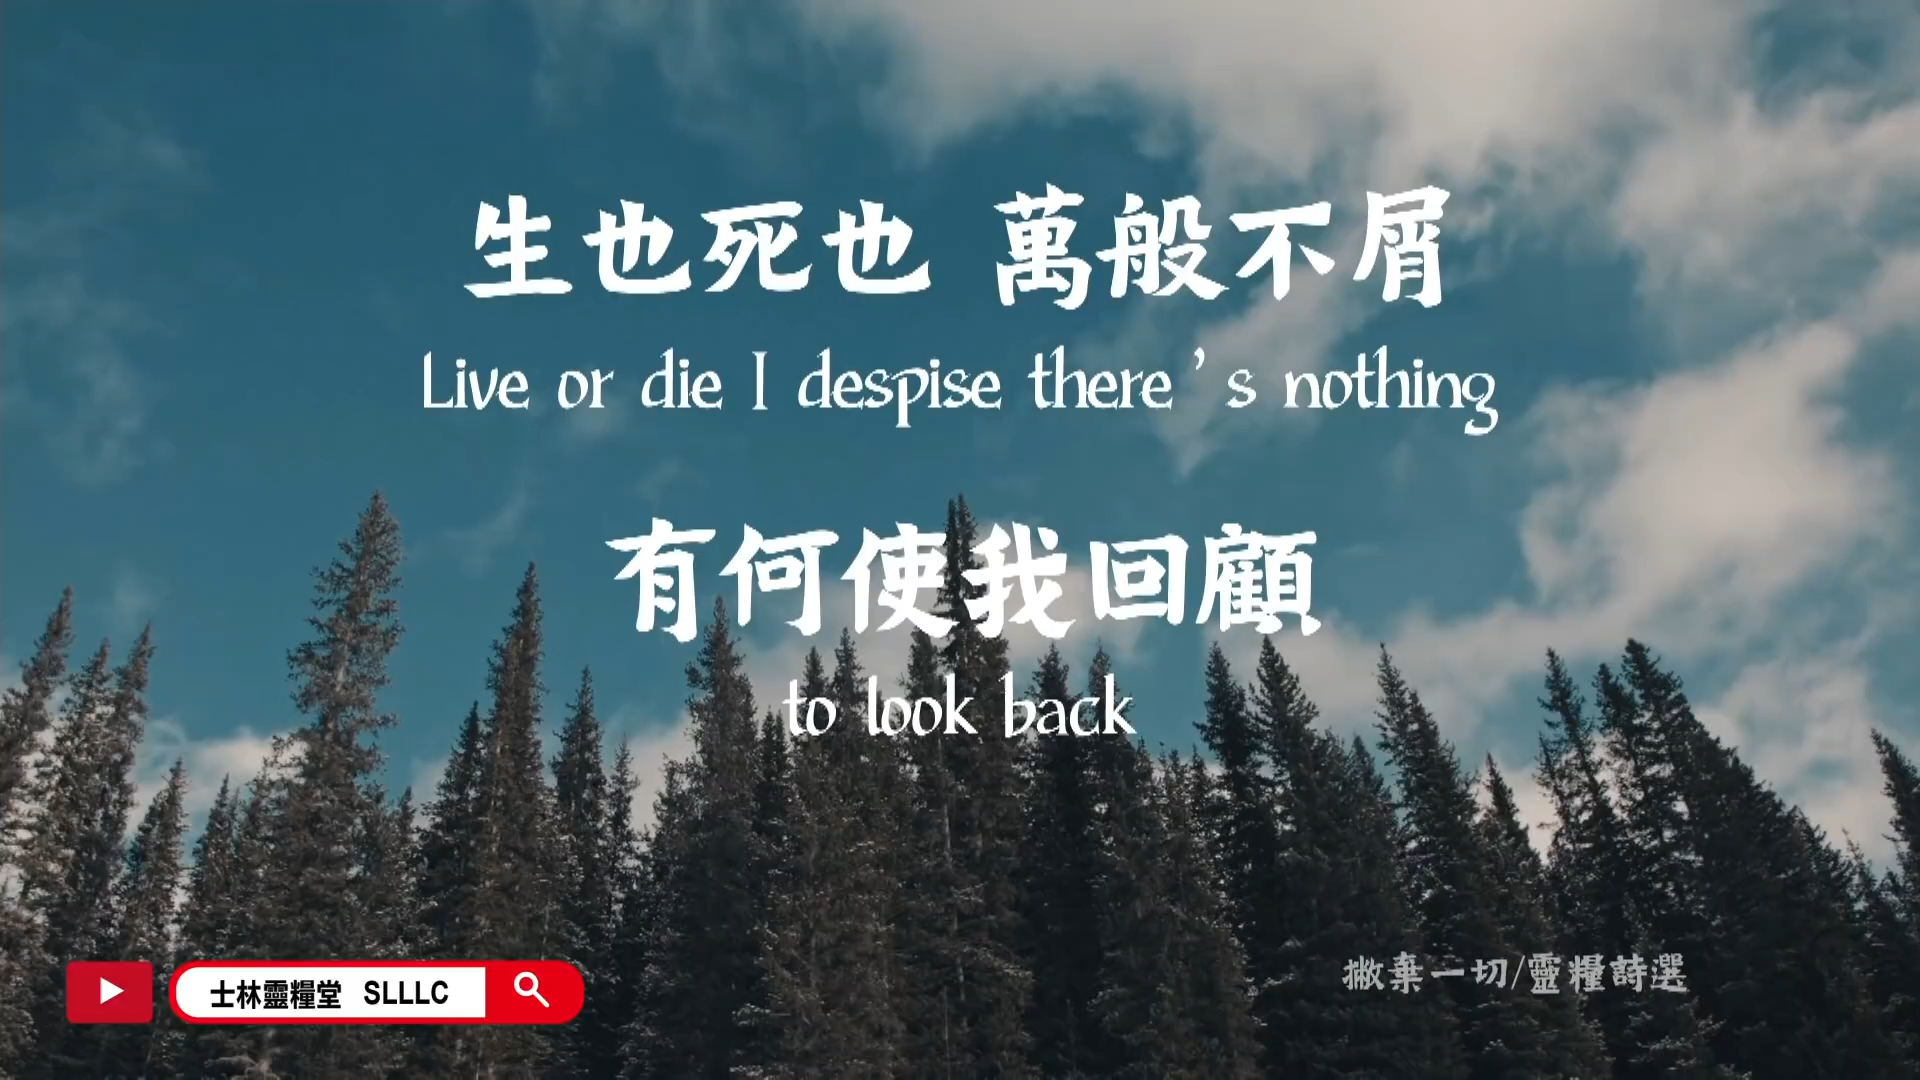 生也死也 萬般不屑
Live or die I despise there's nothing
有何使我回顧
to look back
士林靈糧堂 SLLLC
撇棄一切/靈糧詩選